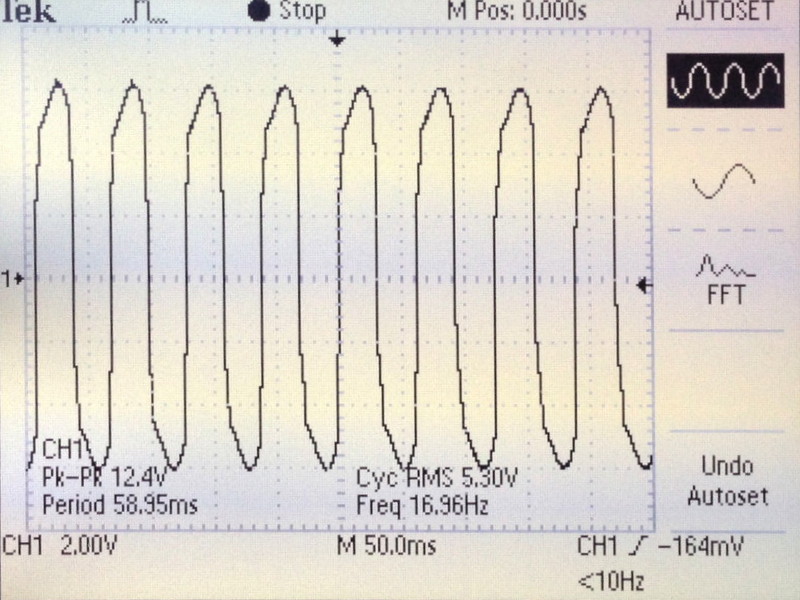 Tek Stop M Pos: 0.000s AUTOSET
1
FFT
CH1
Pk-Pk 12.4V Cyc RMS 5.30V
Period 58.95ms Freq 16.96Hz
Undo
Autoset
CH1 2.00V M 50.0ms CH1 -164mV
<10Hz